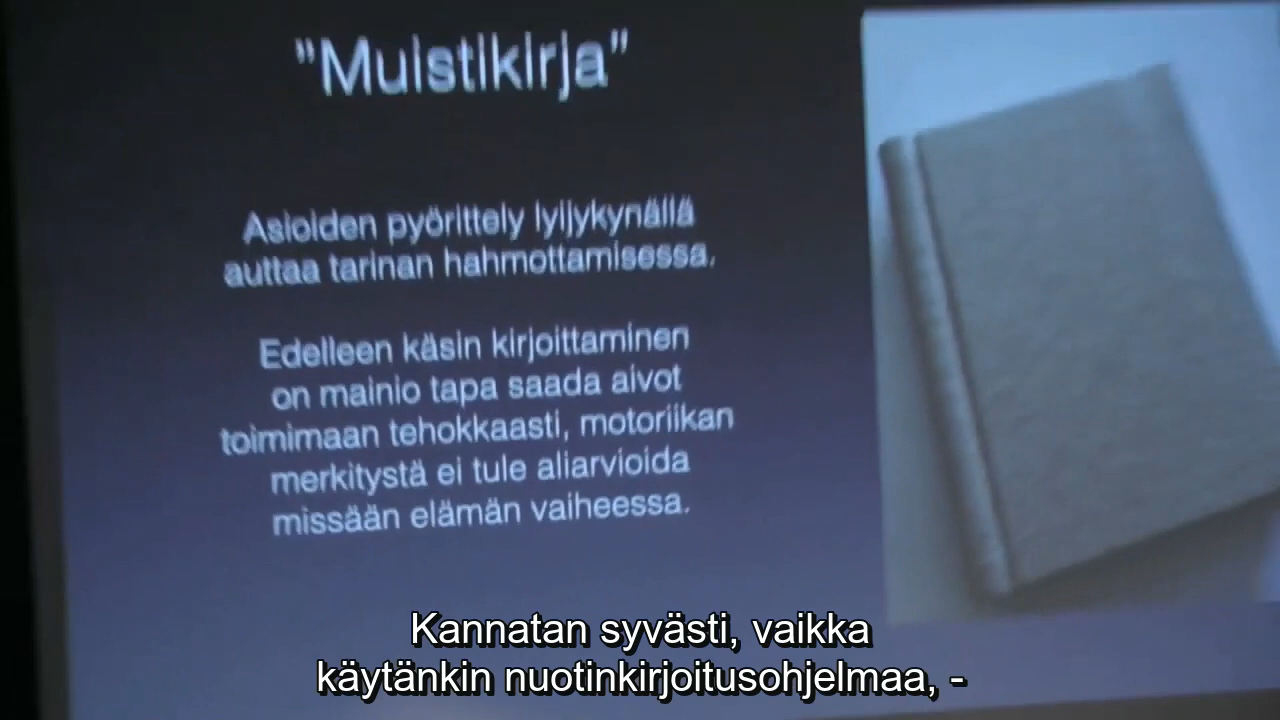 "Muistikirja"
Asioiden pyörittely lyijykynällä
auttaa tarinan hahmottamisessa.
Edelleen käsin kirjoittaminen
on mainio tapa saada aivot
toimimaan tehokkaasti, motoriikan
merkitystä ei tule aliarvioida
missään elämän vaiheessa.
Kannatan syvästi, vaikka
käytänkin nuotinkirjoitusohjelmaa, -